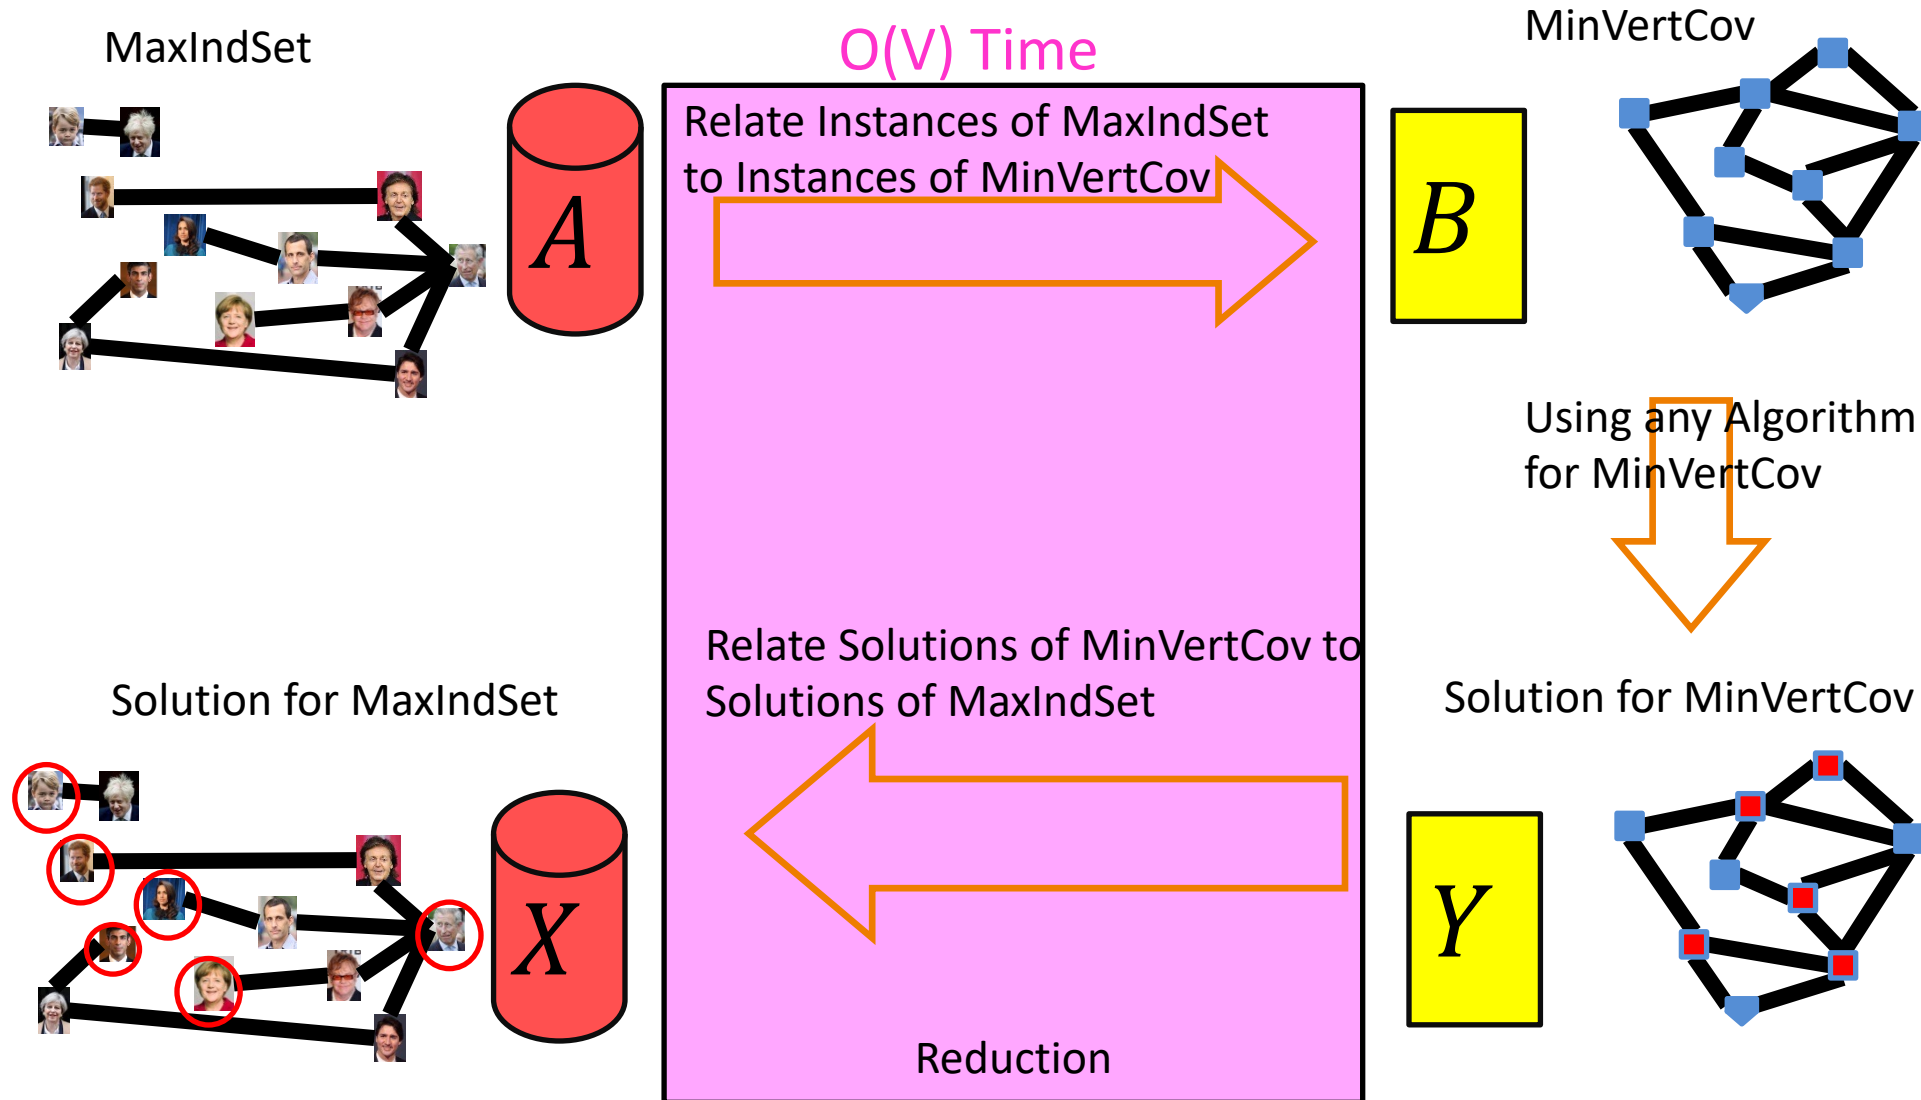 MaxIndSet
O(V) Time
MinVertCov
Relate Instances of MaxIndSet
to Instances of MinVertCov
A
B
Using any Algorithm
for MinVertCov
Relate Solutions of MinVertCov to
Solutions of MaxIndSet
Solution for MaxIndSet
Solution for MinVertCov
X
Y
Reduction